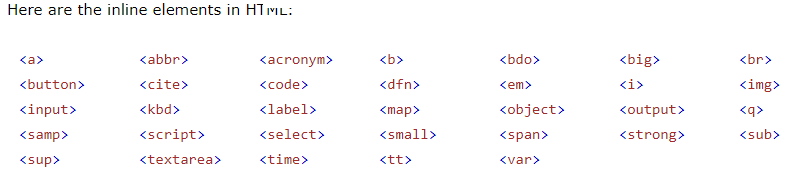 Here are the inline elements in HTML:
<a> <abbr> <acronym> <b> <bdo> <big> <br>
<button> <cite> <code> <dfn> <em> <i> <img>
<input> <kbd> <label> <map> <object> <output> <q>
<samp> <script> <select> <small> <span> <strong> <sub>
<sup> <textarea> <time> <tt> <var>